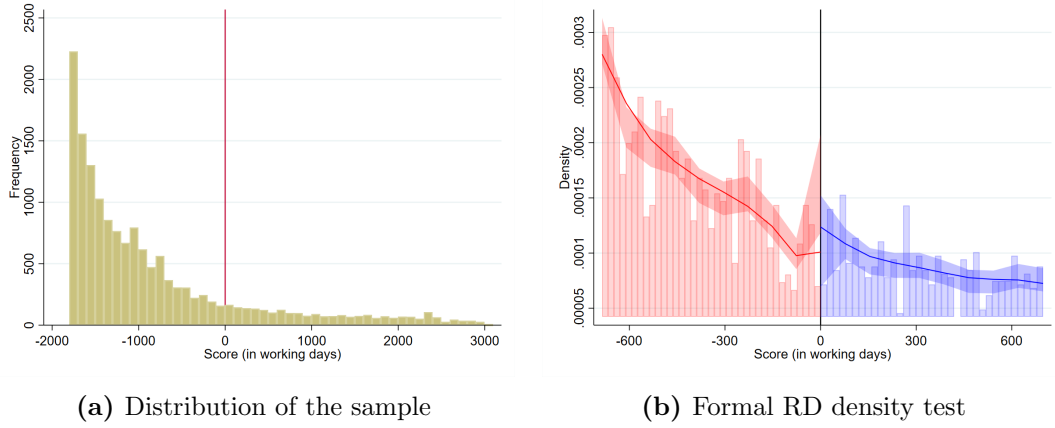 2500
2000
1500
1000
500
0
Frequency
-2000 -1000 0 1000 2000 3000
Score (in working days)
(a) Distribution of the sample
.0003
.00025
.0002
.00015
.0001
.00005
Density
-600 -300 0 300 600
Score (in working days)
(b) Formal RD density test